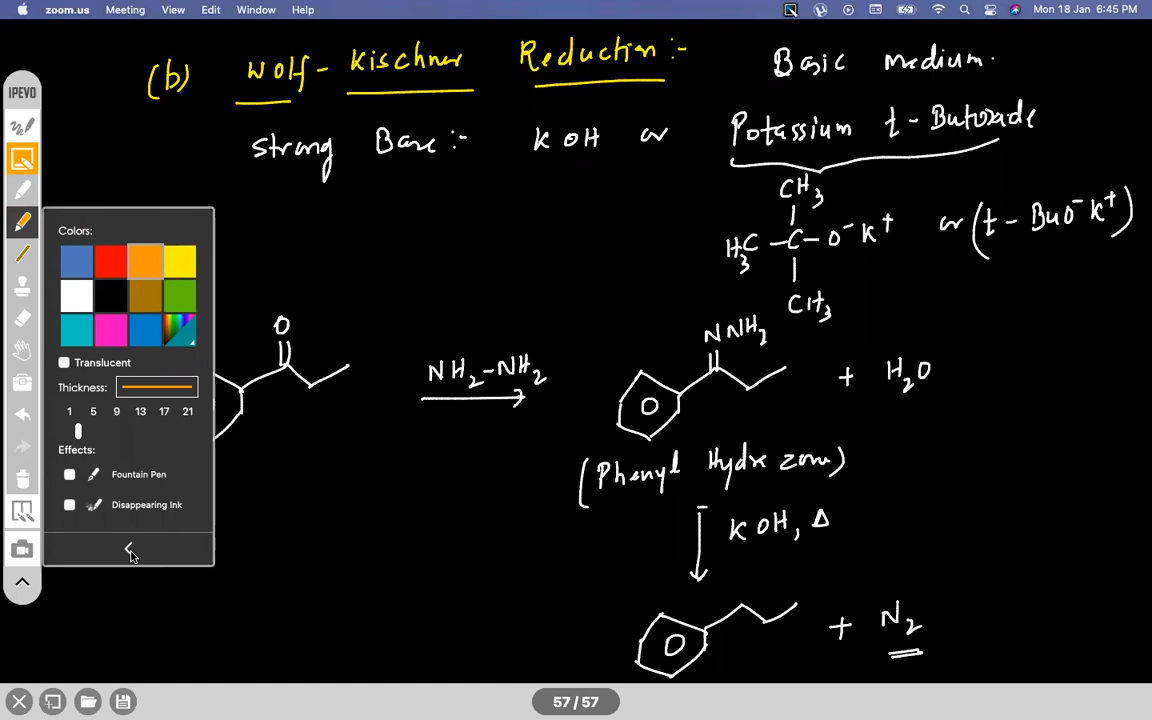 zoom.us Meeting View Edit Window Help Mon 18 Jan 6:45 PM
IPEVO
(b) Wolf-Kischner Reduction:- Basic medium.
strong Base:- KOH or Potassium t-Butoxade
CH3
H3C-C-O⁻K⁺ or (t-BuO⁻K⁺)
CH3
Colors:
Translucent
Thickness:
1 5 9 13 17 21
Effects:
Fountain Pen
Disappearing Ink
<
O
NH2-NH2
NNH2
+ H2O
(Phenyl Hydrazone)
KOH, Δ
+ N2
57/57